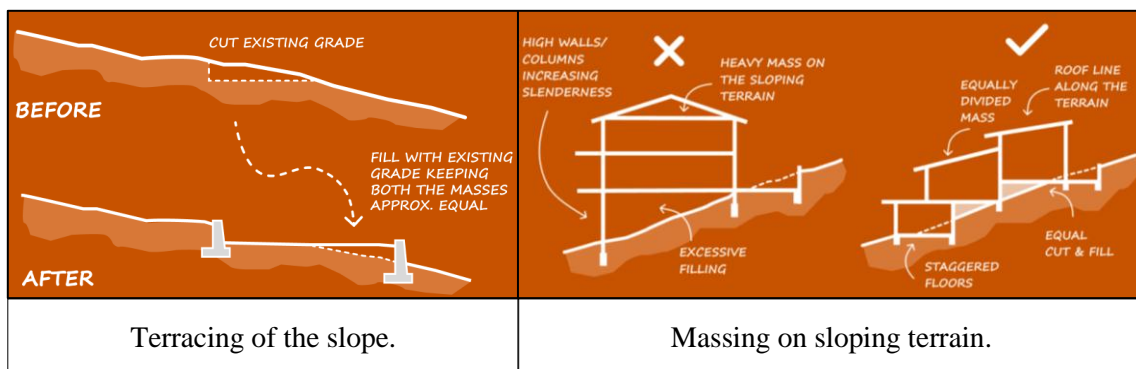 CUT EXISTING GRADE
BEFORE
FILL WITH EXISTING
GRADE KEEPING
BOTH THE MASSES
APPROX. EQUAL
AFTER
HIGH WALLS/
COLUMNS
INCREASING
SLENDERNESS
HEAVY MASS ON
THE SLOPING
TERRAIN
EXCESSIVE
FILLING
EQUALLY
DIVIDED
MASS
ROOF LINE
ALONG THE
TERRAIN
STAGGERED
FLOORS
EQUAL
CUT & FILL
Terracing of the slope.
Massing on sloping terrain.